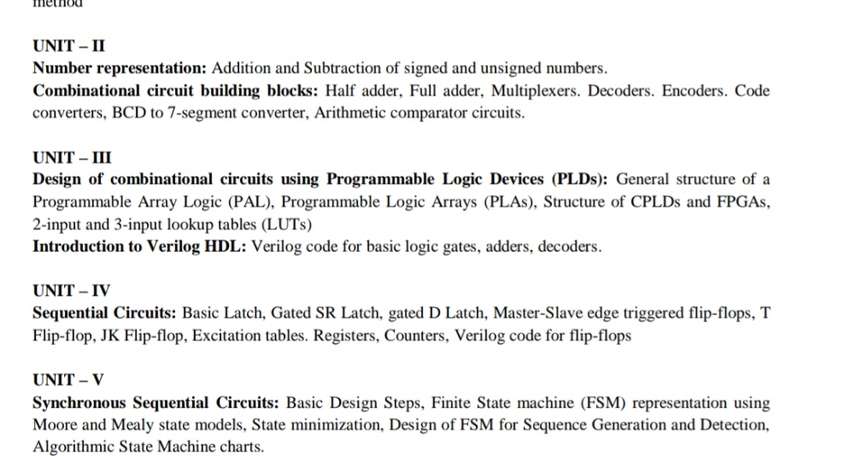 method
UNIT – II
Number representation: Addition and Subtraction of signed and unsigned numbers.
Combinational circuit building blocks: Half adder, Full adder, Multiplexers. Decoders. Encoders. Code
converters, BCD to 7-segment converter, Arithmetic comparator circuits.
UNIT – III
Design of combinational circuits using Programmable Logic Devices (PLDs): General structure of a
Programmable Array Logic (PAL), Programmable Logic Arrays (PLAs), Structure of CPLDs and FPGAs,
2-input and 3-input lookup tables (LUTs)
Introduction to Verilog HDL: Verilog code for basic logic gates, adders, decoders.
UNIT – IV
Sequential Circuits: Basic Latch, Gated SR Latch, gated D Latch, Master-Slave edge triggered flip-flops, T
Flip-flop, JK Flip-flop, Excitation tables. Registers, Counters, Verilog code for flip-flops
UNIT – V
Synchronous Sequential Circuits: Basic Design Steps, Finite State machine (FSM) representation using
Moore and Mealy state models, State minimization, Design of FSM for Sequence Generation and Detection,
Algorithmic State Machine charts.